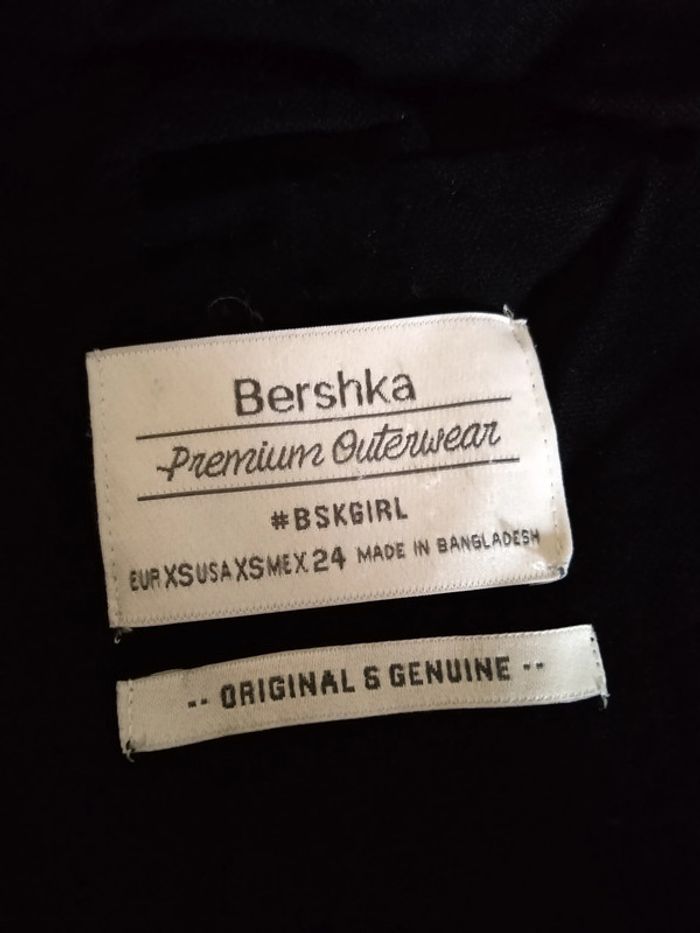 Bershka
Premium Outerwear
#BSKGIRL
EUR XS USA XS MEX 24 MADE IN BANGLADESH
-- ORIGINAL & GENUINE --